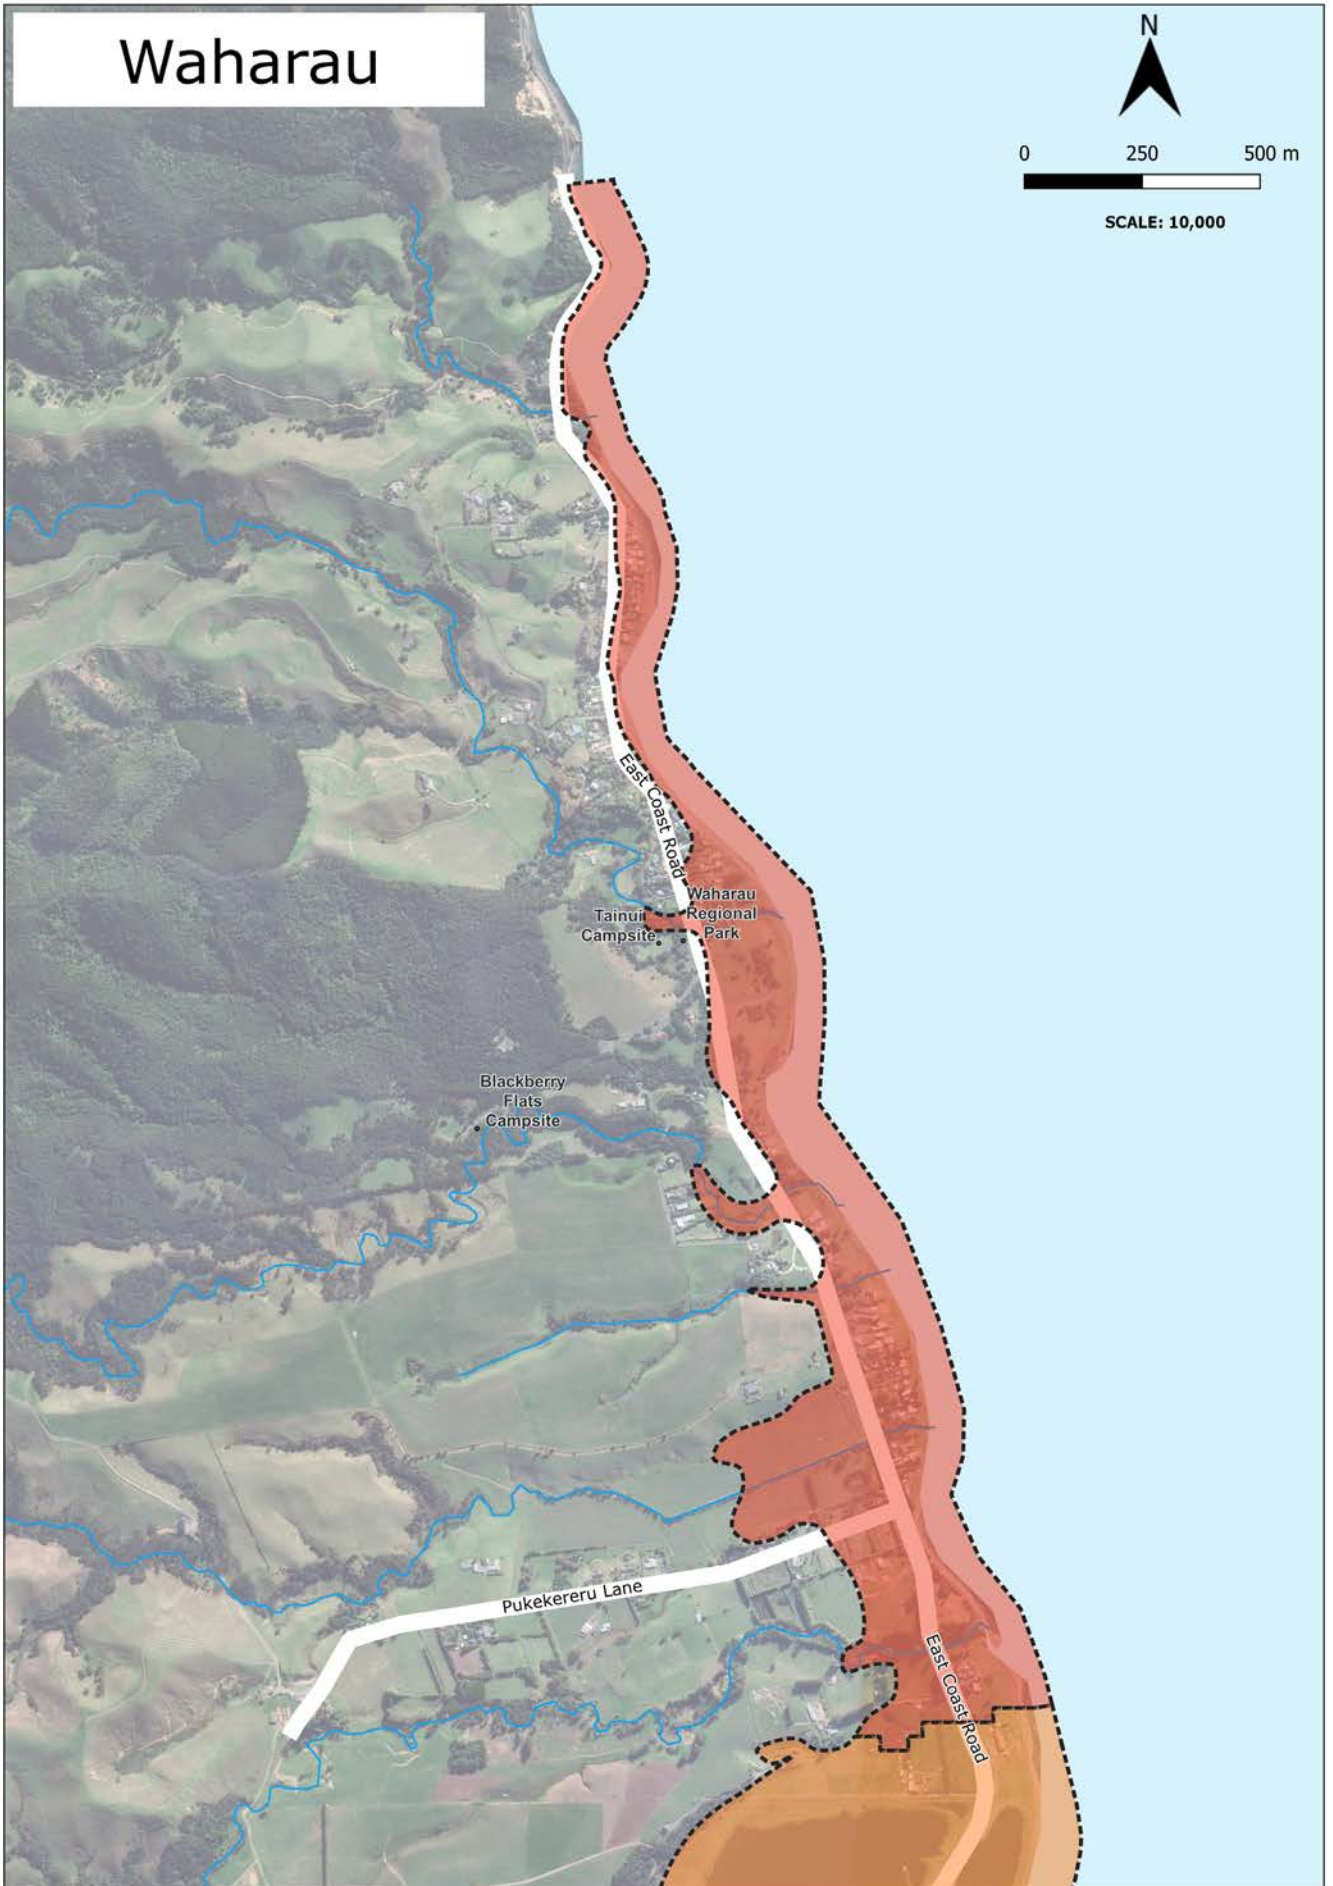 Waharau
N
0 250 500 m
SCALE: 10,000
East Coast Road
Waharau
Regional
Park
Tainui
Campsite
Blackberry
Flats
Campsite
Pukekereru Lane
East Coast Road